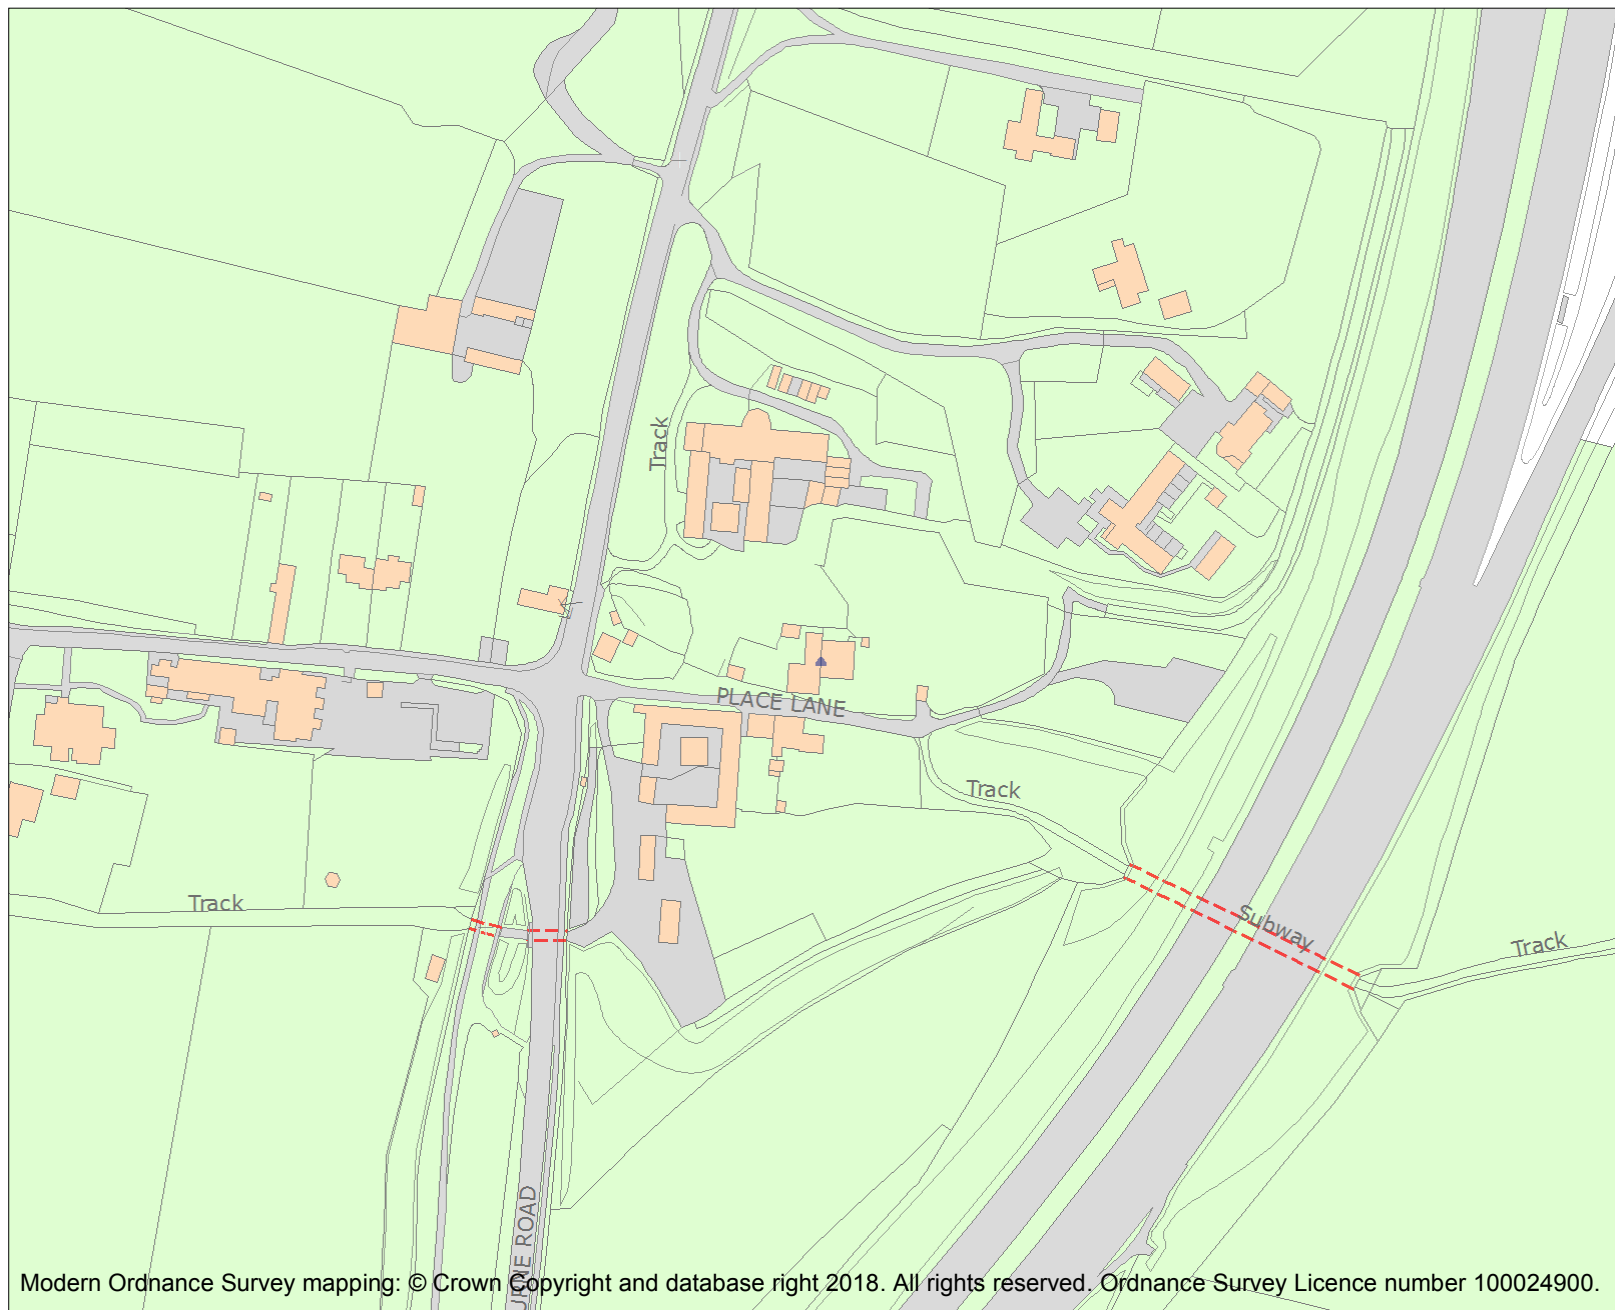 Track
PLACE LANE
Track
Track
Subway
Track
ROAD
Modern Ordnance Survey mapping: © Crown Copyright and database right 2018. All rights reserved. Ordnance Survey Licence number 100024900.